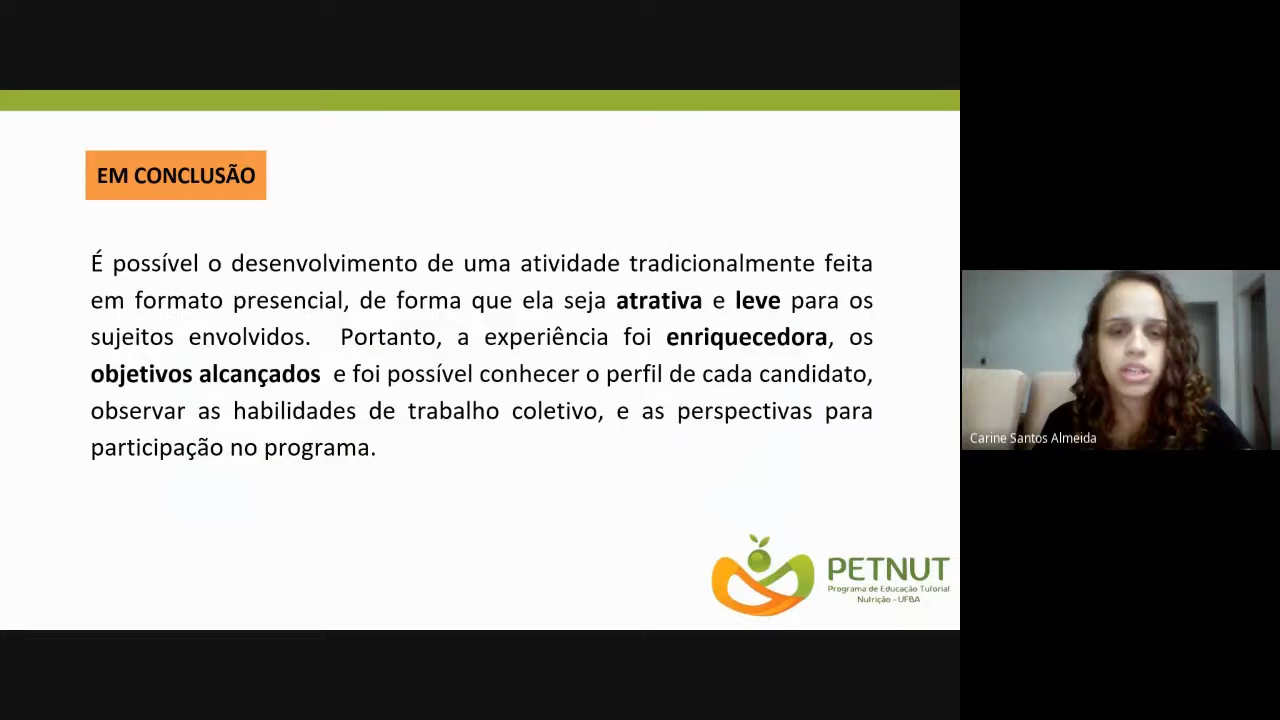 EM CONCLUSÃO
É possível o desenvolvimento de uma atividade tradicionalmente feita
em formato presencial, de forma que ela seja atrativa e leve para os
sujeitos envolvidos. Portanto, a experiência foi enriquecedora, os
objetivos alcançados e foi possível conhecer o perfil de cada candidato,
observar as habilidades de trabalho coletivo, e as perspectivas para
participação no programa.
PETNUT
Programa de Educação Tutorial
Nutrição - UFBA
Carine Santos Almeida